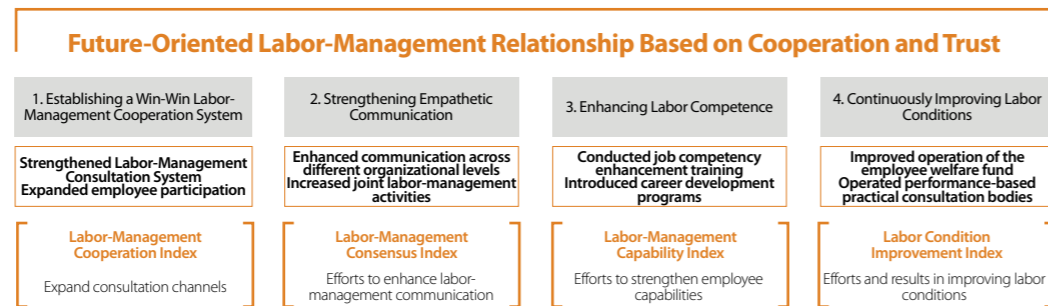 Future-Oriented Labor-Management Relationship Based on Cooperation and Trust
1. Establishing a Win-Win Labor-
Management Cooperation System
2. Strengthening Empathetic
Communication
3. Enhancing Labor Competence
4. Continuously Improving Labor
Conditions
Strengthened Labor-Management
Consultation System
Expanded employee participation
Enhanced communication across
different organizational levels
Increased joint labor-management
activities
Conducted job competency
enhancement training
Introduced career development
programs
Improved operation of the
employee welfare fund
Operated performance-based
practical consultation bodies
Labor-Management
Cooperation Index
Expand consultation channels
Labor-Management
Consensus Index
Efforts to enhance labor-
management communication
Labor-Management
Capability Index
Efforts to strengthen employee
capabilities
Labor Condition
Improvement Index
Efforts and results in improving labor
conditions